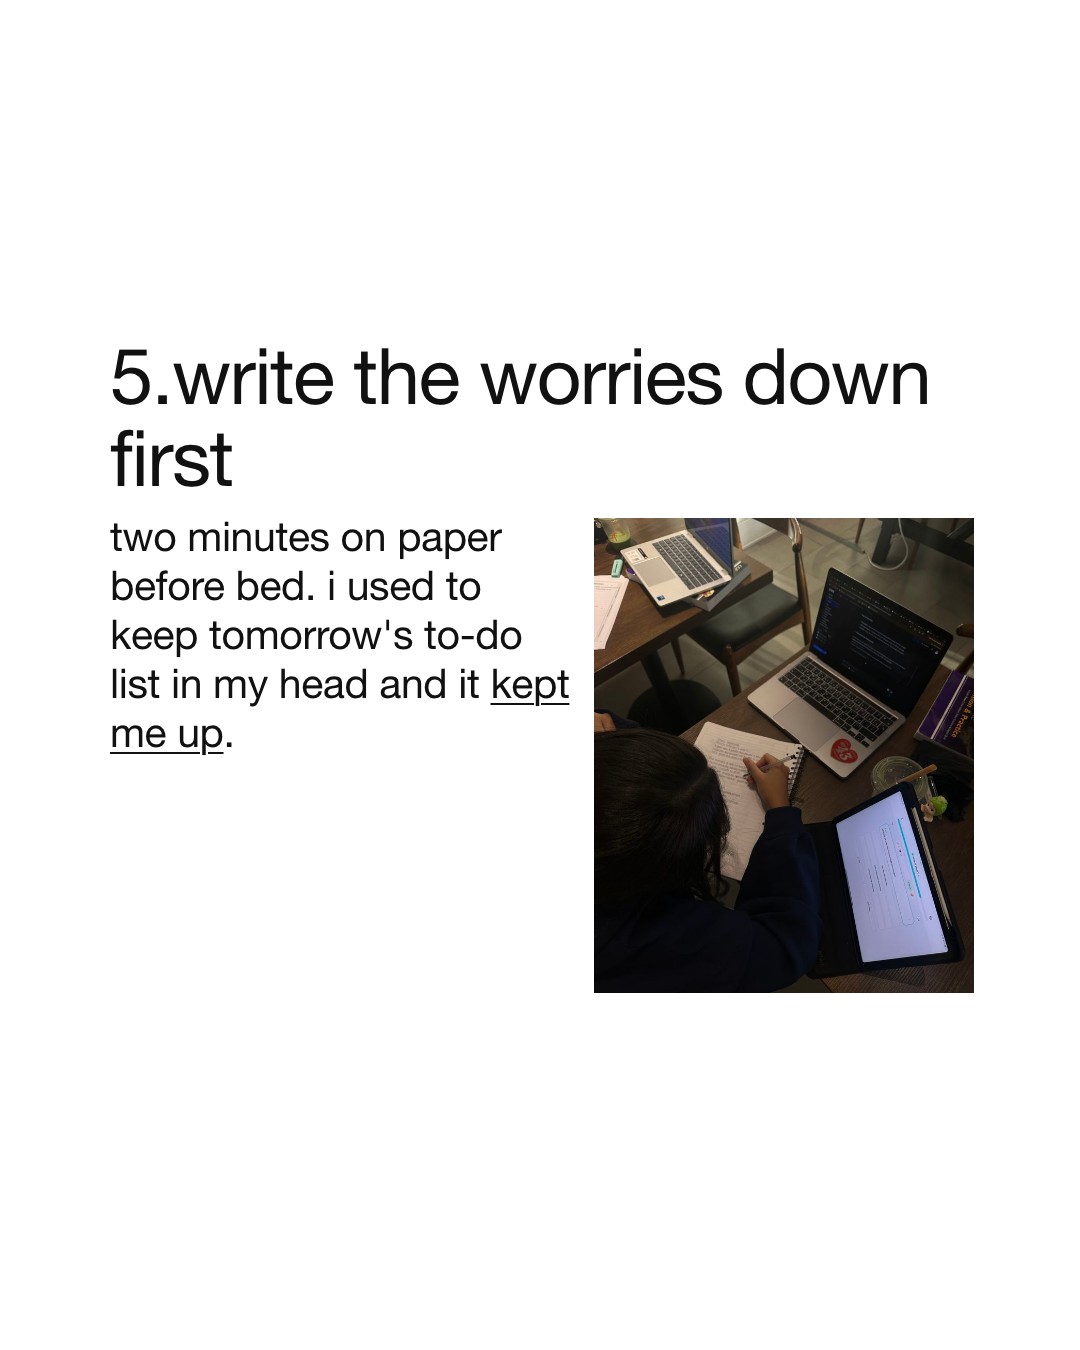 5.write the worries down
first
two minutes on paper
before bed. i used to
keep tomorrow's to-do
list in my head and it kept
me up.
& Practice